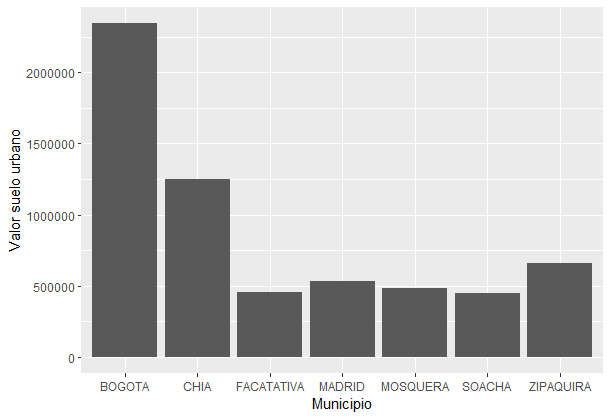 Valor suelo urbano
2000000
1500000
1000000
500000
0
BOGOTA CHIA FACATATIVA MADRID MOSQUERA SOACHA ZIPAQUIRA
Municipio